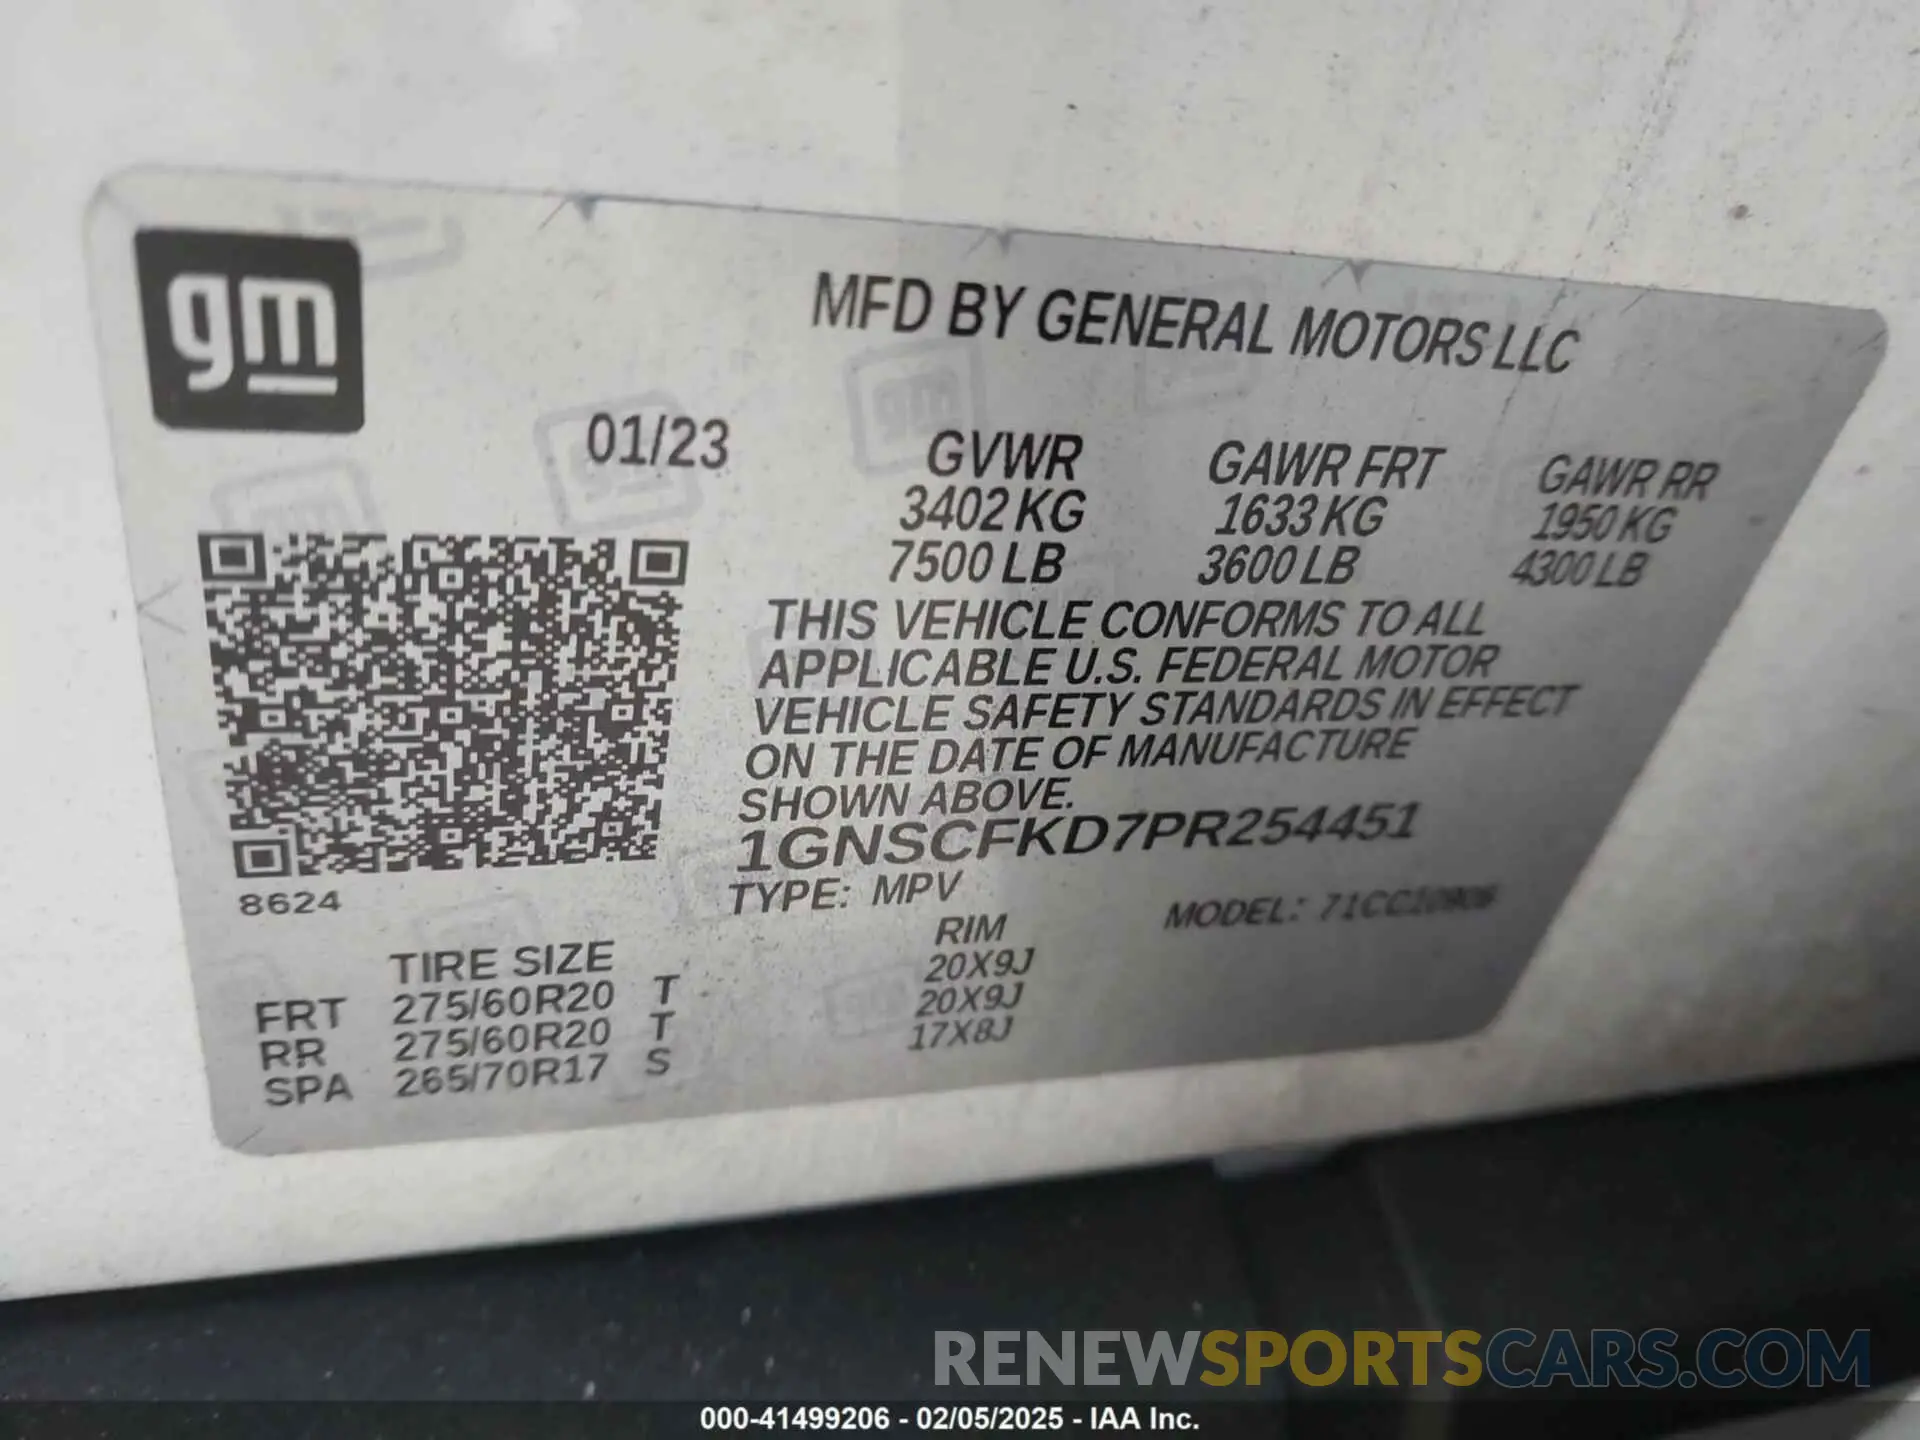 gm
MFD BY GENERAL MOTORS LLC
01/23
GVWR GAWR FRT GAWR RR
3402 KG 1633 KG 1950 KG
7500 LB 3600 LB 4300 LB
THIS VEHICLE CONFORMS TO ALL
APPLICABLE U.S. FEDERAL MOTOR
VEHICLE SAFETY STANDARDS IN EFFECT
ON THE DATE OF MANUFACTURE
SHOWN ABOVE.
1GNSCFKD7PR254451
8624
TYPE: MPV MODEL: 71CC10906
TIRE SIZE RIM
FRT 275/60R20 T 20X9J
RR 275/60R20 T 20X9J
SPA 265/70R17 S 17X8J
RENEWSPORTSCARS.COM
000-41499206 - 02/05/2025 - IAA Inc.